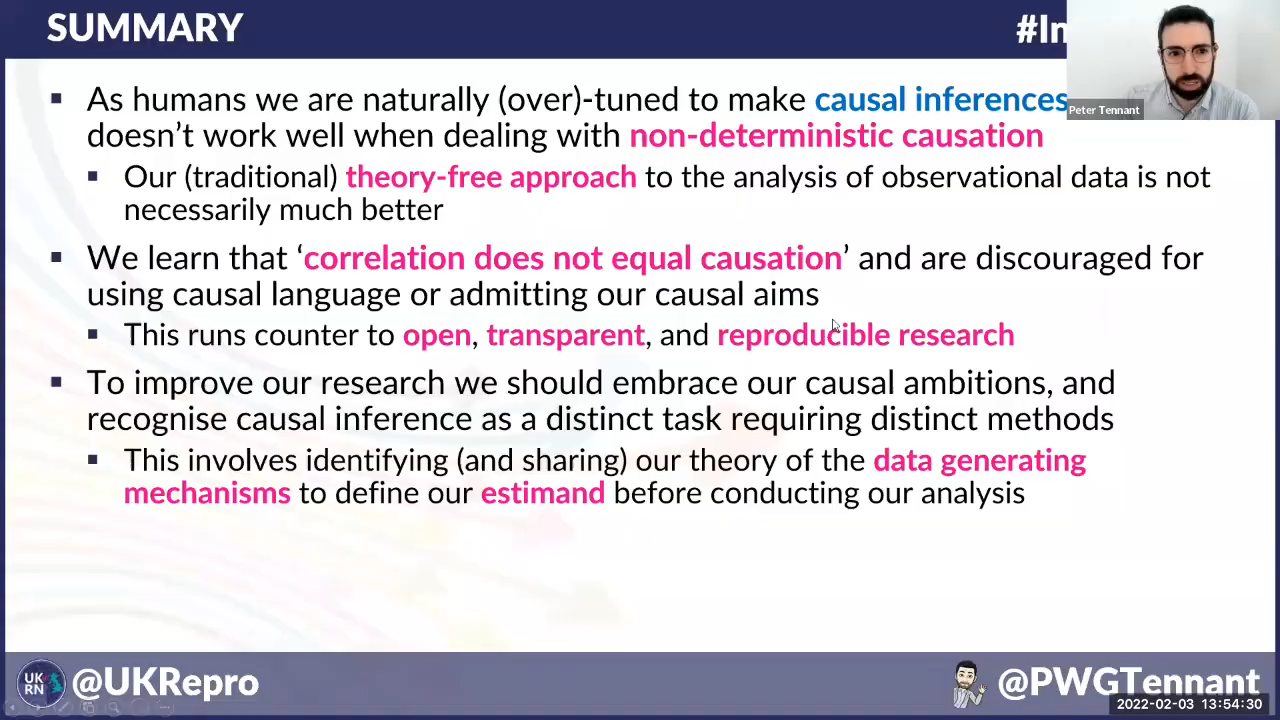 SUMMARY
#In
Peter Tennant
▪ As humans we are naturally (over)-tuned to make causal inferences
doesn’t work well when dealing with non-deterministic causation
▪ Our (traditional) theory-free approach to the analysis of observational data is not
necessarily much better
▪ We learn that ‘correlation does not equal causation’ and are discouraged for
using causal language or admitting our causal aims
▪ This runs counter to open, transparent, and reproducible research
▪ To improve our research we should embrace our causal ambitions, and
recognise causal inference as a distinct task requiring distinct methods
▪ This involves identifying (and sharing) our theory of the data generating
mechanisms to define our estimand before conducting our analysis
UK
RN
@UKRepro
@PWGTennant
2022-02-03 13:54:30